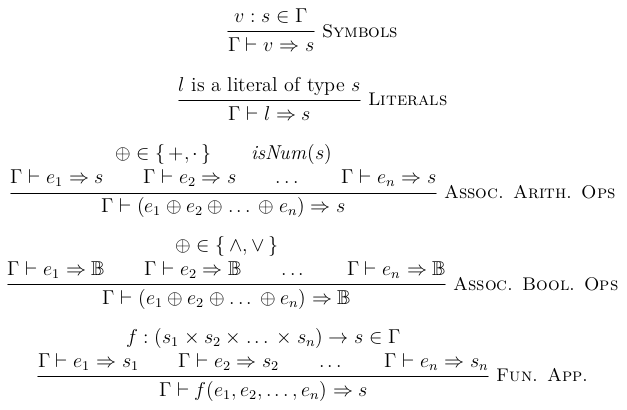 v : s ∈ Γ
Γ ⊢ v ⇒ s SYMBOLS
l is a literal of type s
Γ ⊢ l ⇒ s LITERALS
⊕ ∈ { +, · } isNum(s)
Γ ⊢ e₁ ⇒ s Γ ⊢ e₂ ⇒ s ... Γ ⊢ eₙ ⇒ s ASSOC. ARITH. OPS
Γ ⊢ (e₁ ⊕ e₂ ⊕ ... ⊕ eₙ) ⇒ s
⊕ ∈ { ∧, ∨ }
Γ ⊢ e₁ ⇒ 𝔹 Γ ⊢ e₂ ⇒ 𝔹 ... Γ ⊢ eₙ ⇒ 𝔹 ASSOC. BOOL. OPS
Γ ⊢ (e₁ ⊕ e₂ ⊕ ... ⊕ eₙ) ⇒ 𝔹
f : (s₁ × s₂ × ... × sₙ) → s ∈ Γ
Γ ⊢ e₁ ⇒ s₁ Γ ⊢ e₂ ⇒ s₂ ... Γ ⊢ eₙ ⇒ sₙ FUN. APP.
Γ ⊢ f(e₁, e₂, ..., eₙ) ⇒ s